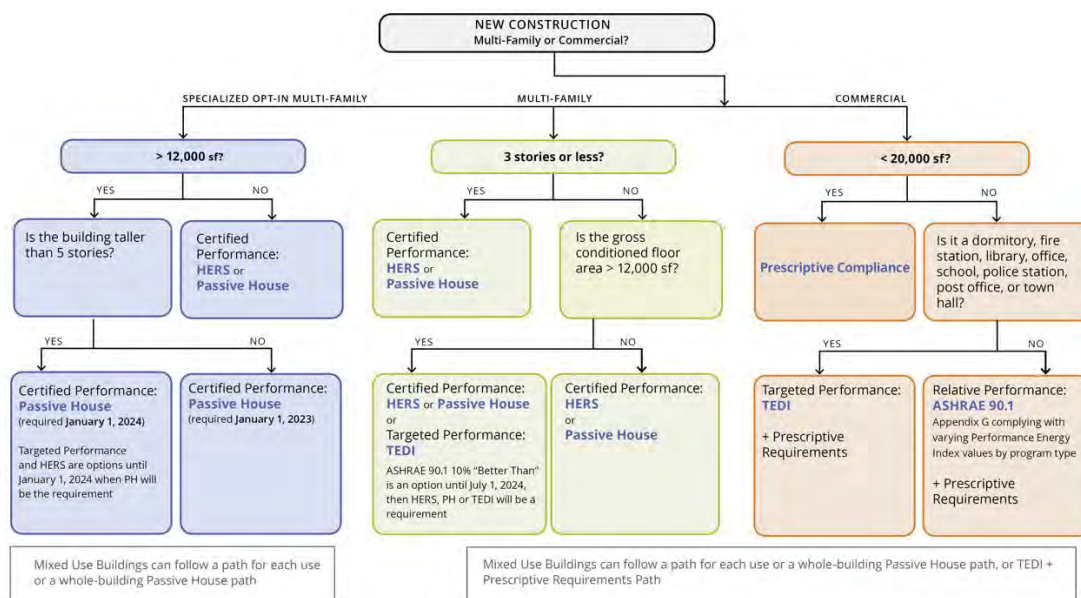 NEW CONSTRUCTION
Multi-Family or Commercial?
SPECIALIZED OPT-IN MULTI-FAMILY
MULTI-FAMILY
COMMERCIAL
> 12,000 sf?
3 stories or less?
< 20,000 sf?
YES
NO
YES
NO
YES
NO
Is the building taller
than 5 stories?
Certified
Performance:
HERS or
Passive House
Certified
Performance:
HERS or
Passive House
Is the gross
conditioned floor
area > 12,000 sf?
Prescriptive Compliance
Is it a dormitory, fire
station, library, office,
school, police station,
post office, or town
hall?
YES
NO
YES
NO
YES
NO
Certified Performance:
Passive House
(required January 1, 2024)
Targeted Performance
and HERS are options until
January 1, 2024 when PH will
be the requirement
Certified Performance:
Passive House
(required January 1, 2023)
Certified Performance:
HERS or Passive House
or
Targeted Performance:
TEDI
ASHRAE 90.1 10% “Better Than”
is an option until July 1, 2024,
then HERS, PH or TEDI will be a
requirement
Certified Performance:
HERS
or
Passive House
Targeted Performance:
TEDI
+ Prescriptive
Requirements
Relative Performance:
ASHRAE 90.1
Appendix G complying with
varying Performance Energy
Index values by program type
+ Prescriptive
Requirements
Mixed Use Buildings can follow a path for each use
or a whole-building Passive House path
Mixed Use Buildings can follow a path for each use or a whole-building Passive House path, or TEDI +
Prescriptive Requirements Path